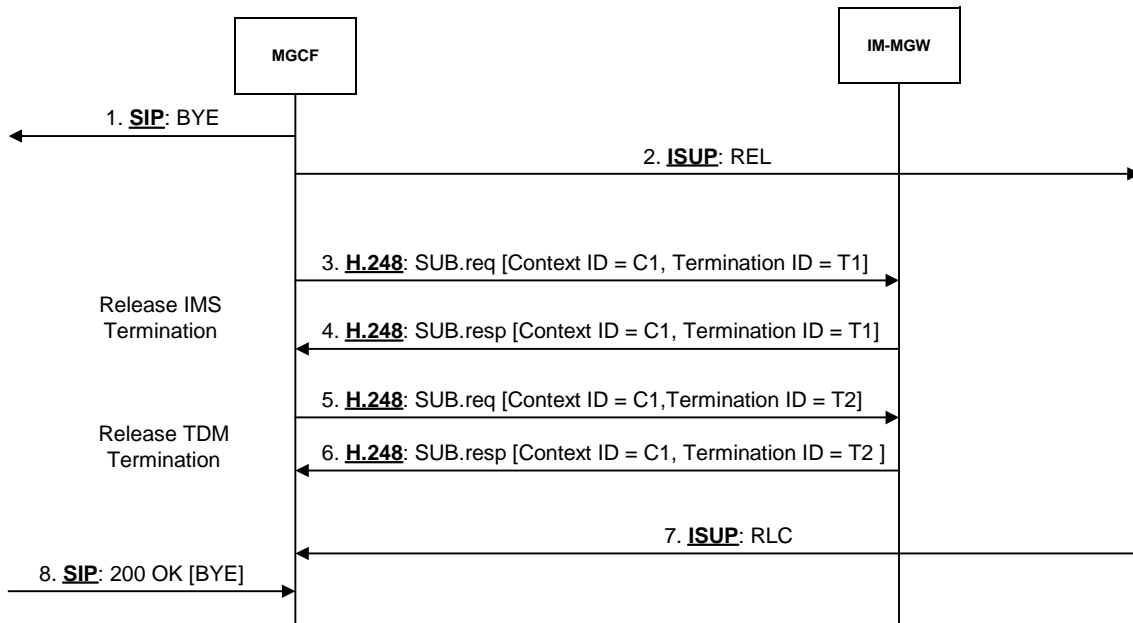 MGCF
IM-MGW
1. SIP: BYE
2. ISUP: REL
3. H.248: SUB.req [Context ID = C1, Termination ID = T1]
Release IMS
Termination
4. H.248: SUB.resp [Context ID = C1, Termination ID = T1]
5. H.248: SUB.req [Context ID = C1,Termination ID = T2]
Release TDM
Termination
6. H.248: SUB.resp [Context ID = C1, Termination ID = T2 ]
7. ISUP: RLC
8. SIP: 200 OK [BYE]